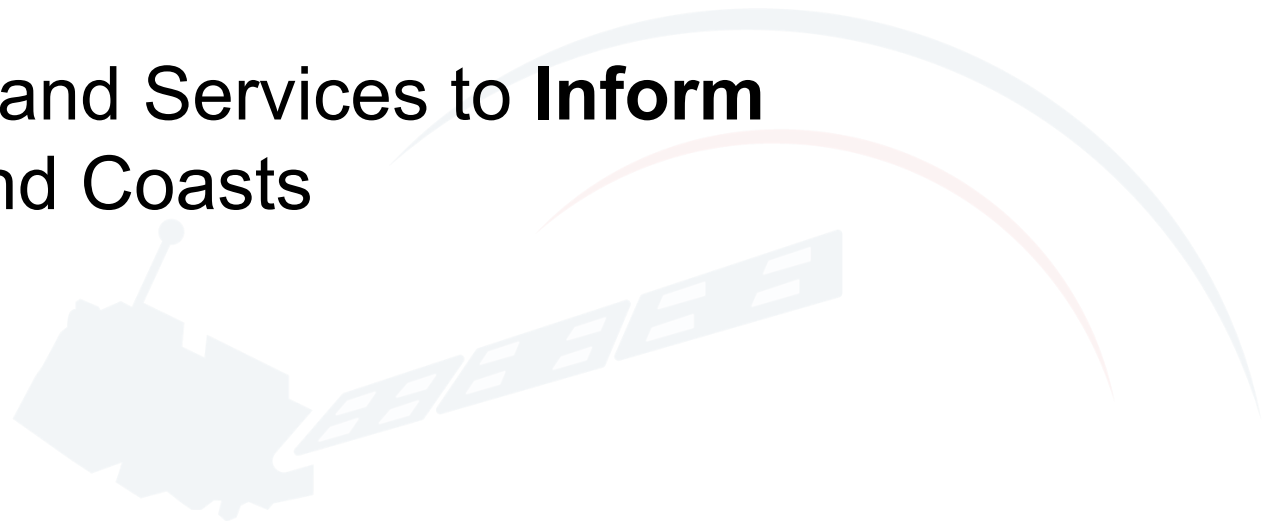 and Services to Inform
nd Coasts